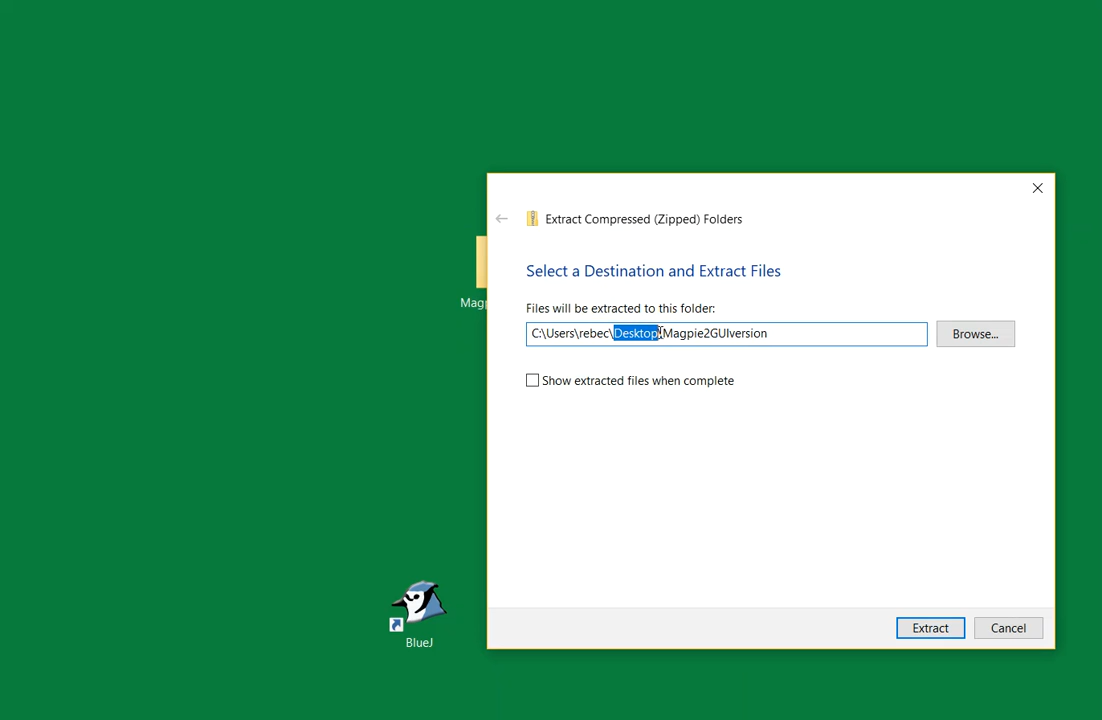 Extract Compressed (Zipped) Folders
Select a Destination and Extract Files
Magp
Files will be extracted to this folder:
C:\Users\rebec\Desktop\Magpie2GUIversion
Browse...
Show extracted files when complete
BlueJ
Extract
Cancel